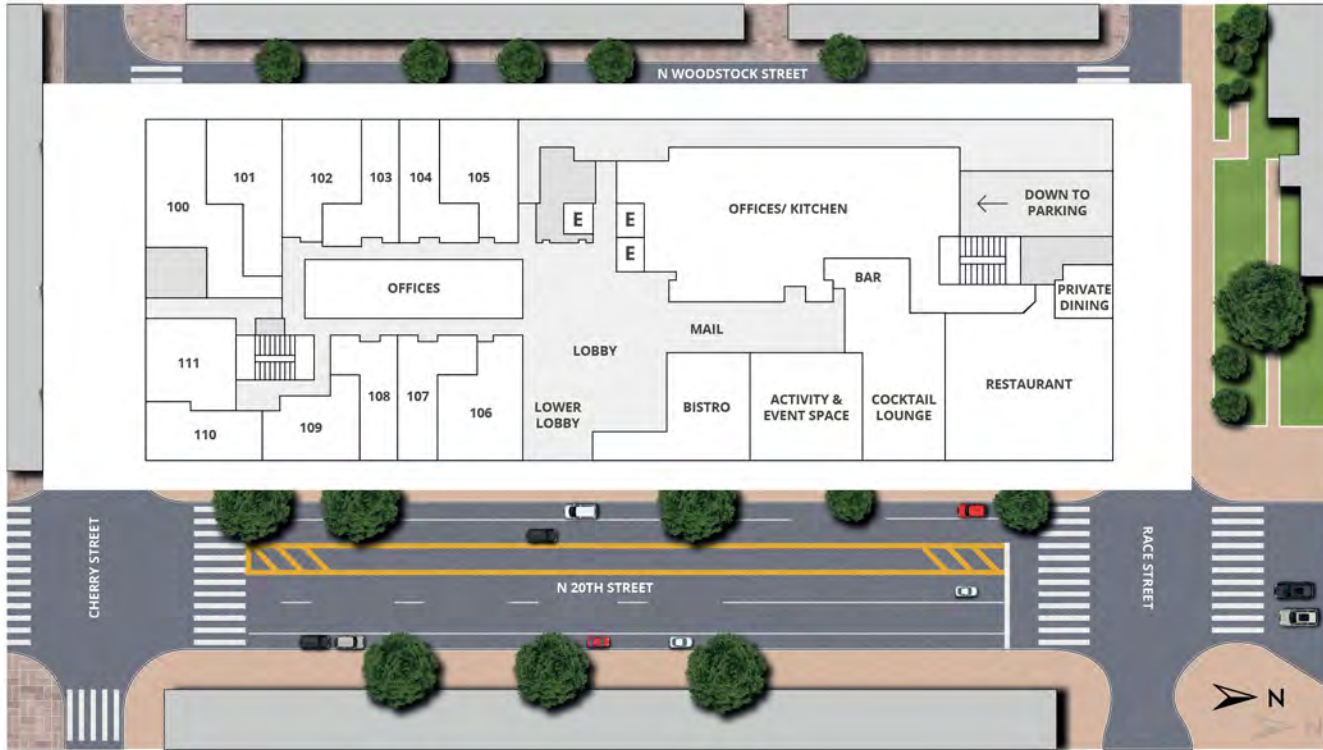 N WOODSTOCK STREET
100
101
102
103
104
105
E
E
E
OFFICES/ KITCHEN
DOWN TO
PARKING
OFFICES
BAR
PRIVATE
DINING
MAIL
LOBBY
111
110
109
108
107
106
LOWER
LOBBY
BISTRO
ACTIVITY &
EVENT SPACE
COCKTAIL
LOUNGE
RESTAURANT
CHERRY STREET
N 20TH STREET
RACE STREET
N